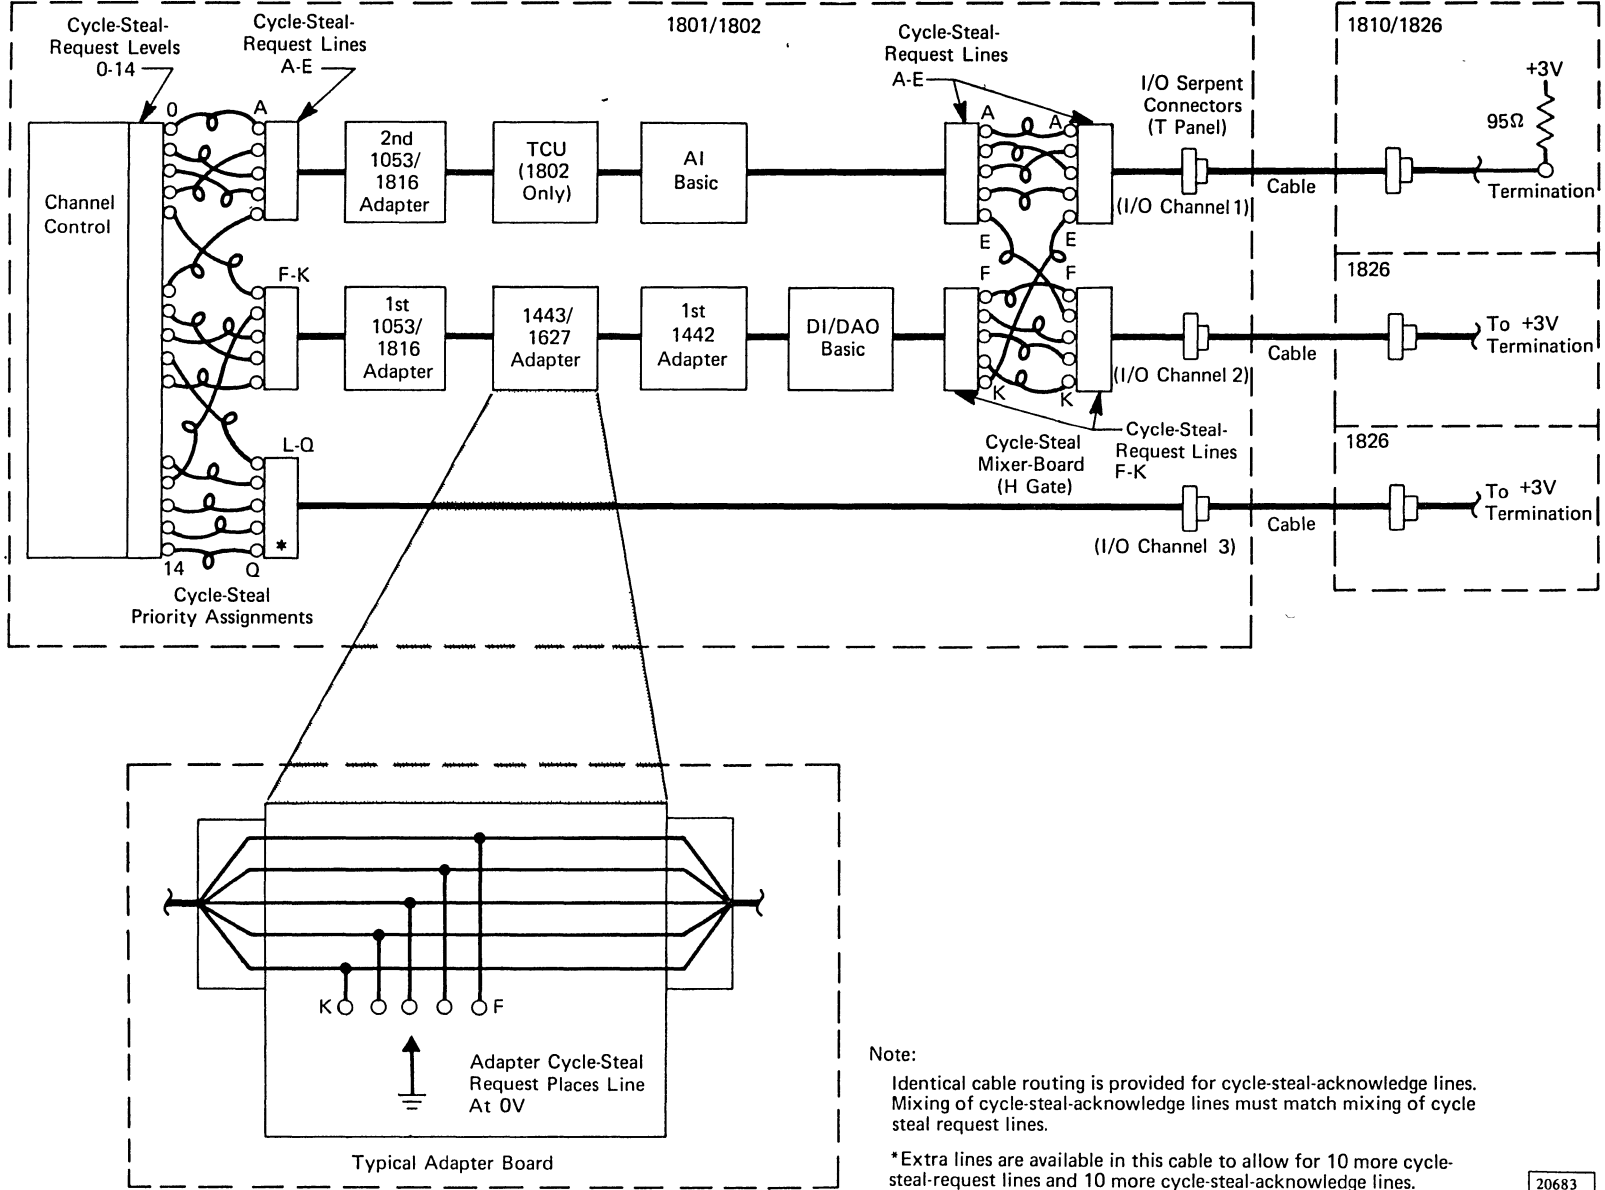 Cycle-Steal-
Request Levels
0-14
Cycle-Steal-
Request Lines
A-E
1801/1802
Cycle-Steal-
Request Lines
A-E
I/O Serpent
Connectors
(T Panel)
1810/1826
+3V
95Ω
Termination
0
A
Channel
Control
2nd
1053/
1816
Adapter
TCU
(1802
Only)
AI
Basic
A
A
E
E
F
F
(I/O Channel 1)
Cable
F-K
1st
1053/
1816
Adapter
1443/
1627
Adapter
1st
1442
Adapter
DI/DAO
Basic
K
K
(I/O Channel 2)
Cable
1826
To +3V
Termination
L-Q
*
14
Q
Cycle-Steal
Priority Assignments
Cycle-Steal
Mixer-Board
(H Gate)
Cycle-Steal-
Request Lines
F-K
(I/O Channel 3)
Cable
1826
To +3V
Termination
K
F
Adapter Cycle-Steal
Request Places Line
At 0V
Typical Adapter Board
Note:
Identical cable routing is provided for cycle-steal-acknowledge lines.
Mixing of cycle-steal-acknowledge lines must match mixing of cycle
steal request lines.
*Extra lines are available in this cable to allow for 10 more cycle-
steal-request lines and 10 more cycle-steal-acknowledge lines.
20683